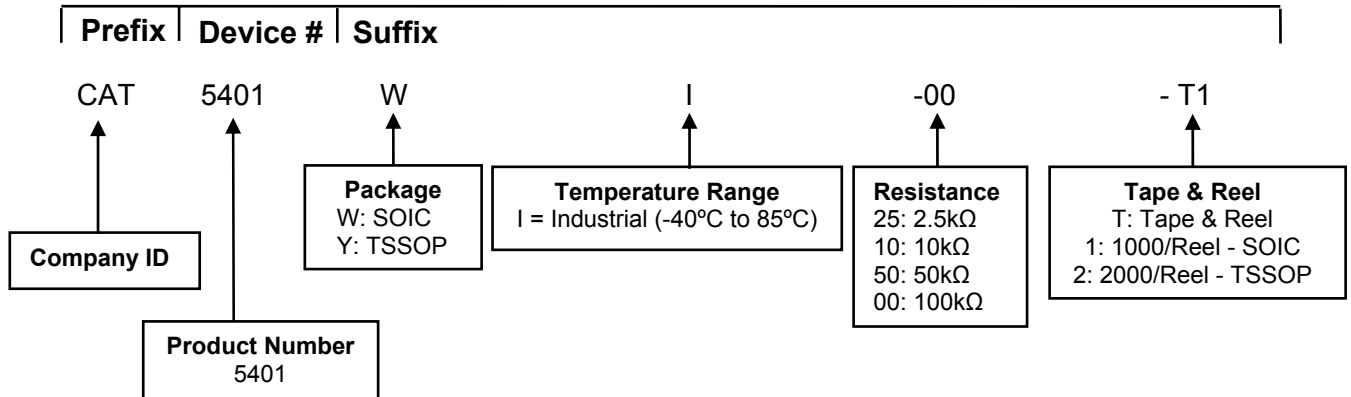 Prefix Device # Suffix
CAT 5401 W I -00 - T1
Package
W: SOIC
Y: TSSOP
Temperature Range
I = Industrial (-40ºC to 85ºC)
Resistance
25: 2.5kΩ
10: 10kΩ
50: 50kΩ
00: 100kΩ
Tape & Reel
T: Tape & Reel
1: 1000/Reel - SOIC
2: 2000/Reel - TSSOP
Company ID
Product Number
5401